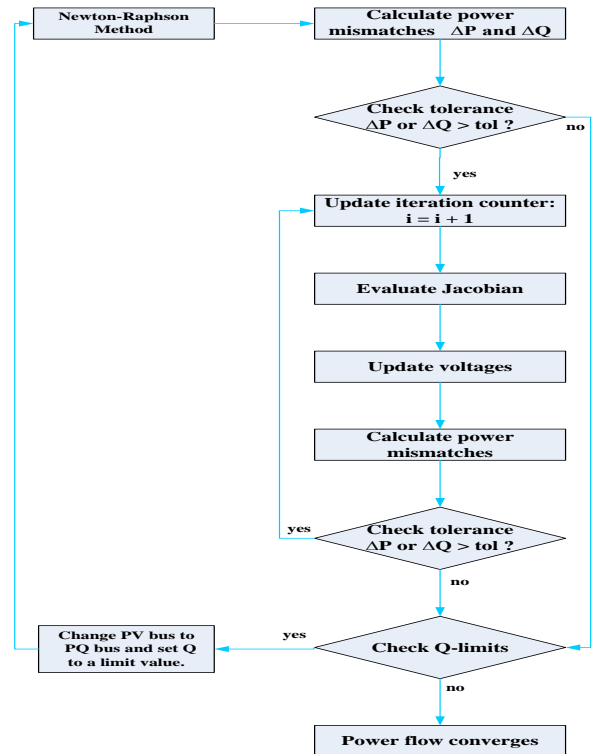 Newton-Raphson
Method
Calculate power
mismatches ΔP and ΔQ
Check tolerance
ΔP or ΔQ > tol ?
no
yes
Update iteration counter:
i = i + 1
Evaluate Jacobian
Update voltages
Calculate power
mismatches
yes
Check tolerance
ΔP or ΔQ > tol ?
no
Change PV bus to
PQ bus and set Q
to a limit value.
yes
Check Q-limits
no
Power flow converges